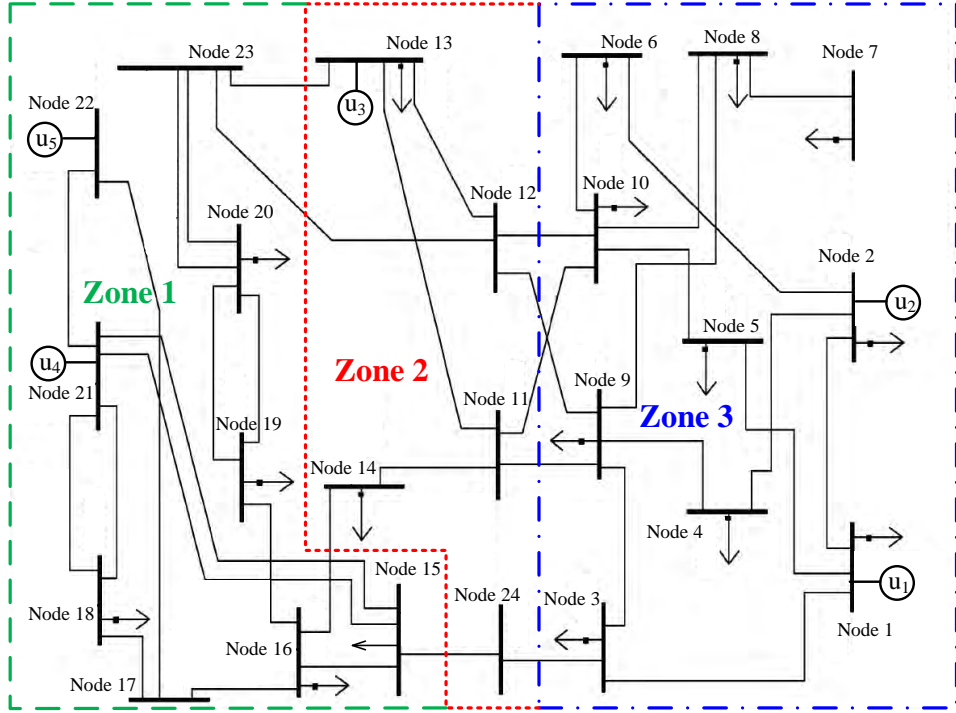 Node 23
Node 13
Node 6
Node 8
Node 7
Node 22
u3
u5
Node 12
Node 10
Node 20
Node 2
Zone 1
u2
Node 5
u4
Zone 2
Node 21
Node 9
Node 11
Zone 3
Node 19
Node 14
Node 4
Node 15
u1
Node 24
Node 3
Node 18
Node 1
Node 16
Node 17